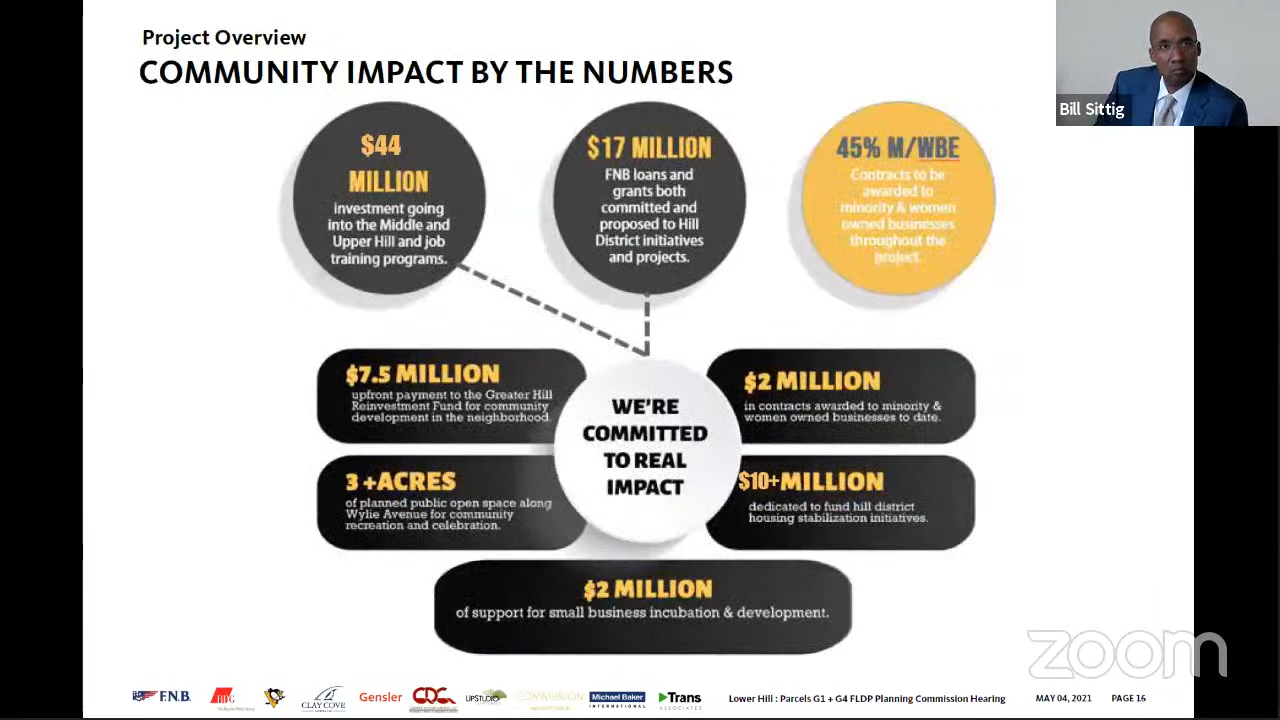 Project Overview
COMMUNITY IMPACT BY THE NUMBERS
Bill Sittig
$44
MILLION
investment going
into the Middle and
Upper Hill and job
training programs.
$17 MILLION
FNB loans and
grants both
committed and
proposed to Hill
District initiatives
and projects.
45% M/WBE
Contracts to be
awarded to
minority & women
owned businesses
throughout the
project.
$7.5 MILLION
upfront payment to the Greater Hill
Reinvestment Fund for community
development in the neighborhood.
3 +ACRES
of planned public open space along
Wylie Avenue for community
recreation and celebration.
WE'RE
COMMITTED
TO REAL
IMPACT
$2 MILLION
in contracts awarded to minority &
women owned businesses to date.
$10+MILLION
dedicated to fund hill district
housing stabilization initiatives.
$2 MILLION
of support for small business incubation & development.
zoom
F.N.B.
BPG
CLAY COVE
Gensler
CDC
UPSTUDIO
COMMUNION
Michael Baker
INTERNATIONAL
Trans
ASSOCIATES
Lower Hill : Parcels G1 + G4 FLDP Planning Commission Hearing
MAY 04, 2021
PAGE 16